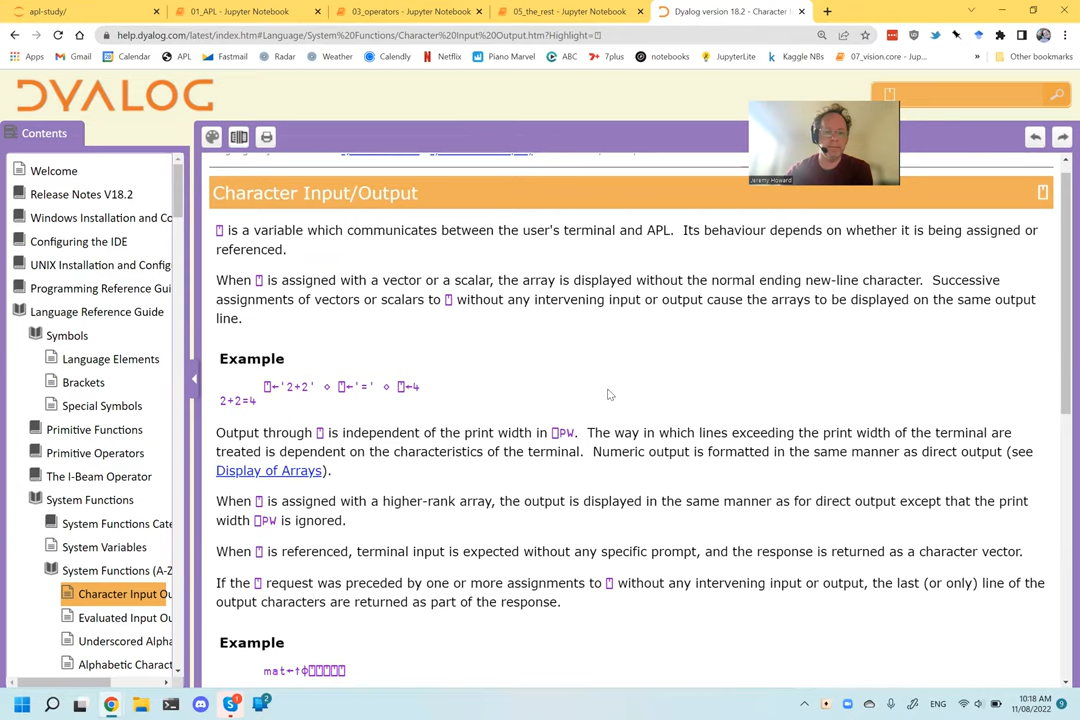 apl-study/
01_APL - Jupyter Notebook
03_operators - Jupyter Notebook
05_the_rest - Jupyter Notebook
Dyalog version 18.2 - Character I
help.dyalog.com/latest/index.htm#Language/System%20Functions/Character%20Input%20Output.htm?Highlight=⍞
Apps
Gmail
Calendar
APL
Fastmail
Radar
Weather
Calendly
Netflix
Piano Marvel
ABC
7plus
notebooks
JupyterLite
Kaggle NBs
07_vision.core - Jup...
»
Other bookmarks
DYALOG
⍞
Contents
Jeremy Howard
Welcome
Release Notes V18.2
Windows Installation and Co
Configuring the IDE
UNIX Installation and Config
Programming Reference Gui
Language Reference Guide
Symbols
Language Elements
Brackets
Special Symbols
Primitive Functions
Primitive Operators
The I-Beam Operator
System Functions
System Functions Cate
System Variables
System Functions (A-Z
Character Input Ou
Evaluated Input Ou
Underscored Alpha
Alphabetic Charact
Character Input/Output ⍞
⍞ is a variable which communicates between the user's terminal and APL. Its behaviour depends on whether it is being assigned or
referenced.
When ⍞ is assigned with a vector or a scalar, the array is displayed without the normal ending new-line character. Successive
assignments of vectors or scalars to ⍞ without any intervening input or output cause the arrays to be displayed on the same output
line.
Example
⍞←'2+2' ⋄ ⍞←'=' ⋄ ⍞←4
2+2=4
Output through ⍞ is independent of the print width in ⎕PW. The way in which lines exceeding the print width of the terminal are
treated is dependent on the characteristics of the terminal. Numeric output is formatted in the same manner as direct output (see
Display of Arrays).
When ⍞ is assigned with a higher-rank array, the output is displayed in the same manner as for direct output except that the print
width ⎕PW is ignored.
When ⍞ is referenced, terminal input is expected without any specific prompt, and the response is returned as a character vector.
If the ⍞ request was preceded by one or more assignments to ⍞ without any intervening input or output, the last (or only) line of the
output characters are returned as part of the response.
Example
mat←↑⌽⍞⍞⍞⍞⍞
ENG
10:18 AM
11/08/2022